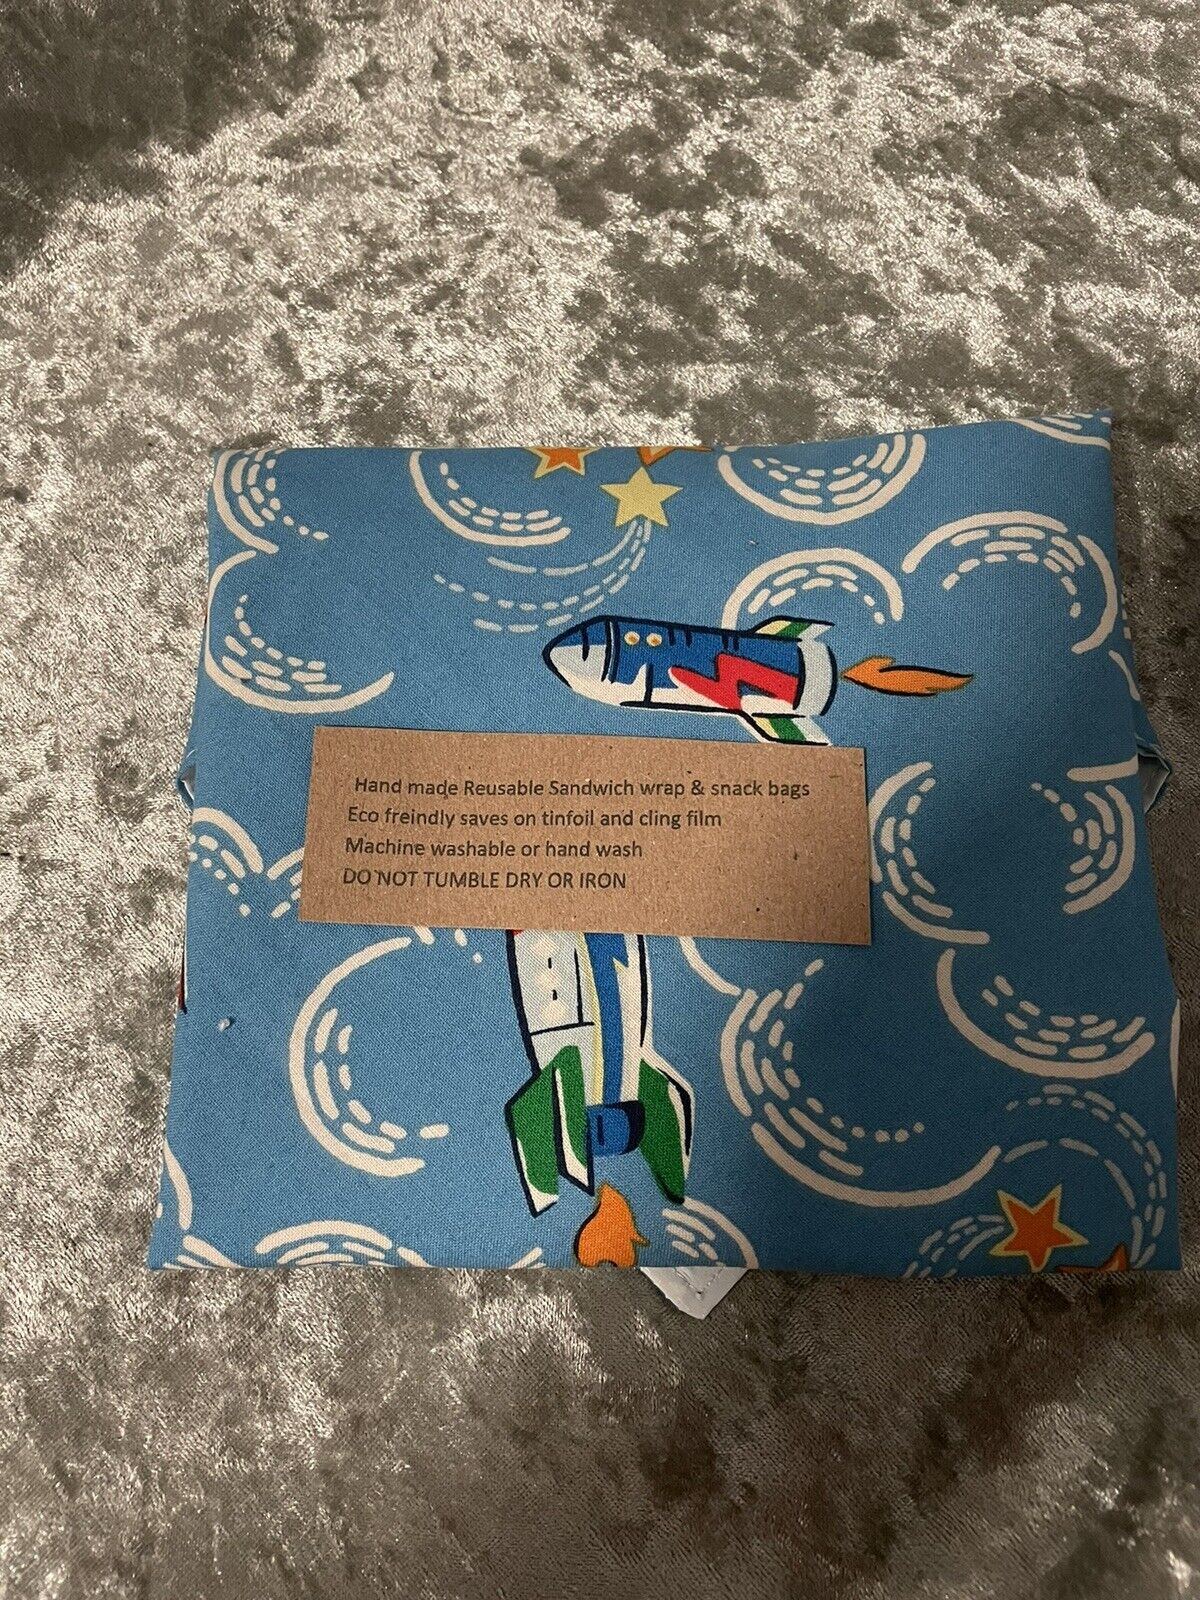 Hand made Reusable Sandwich wrap & snack bags
Eco freindly saves on tinfoil and cling film
Machine washable or hand wash
DO NOT TUMBLE DRY OR IRON